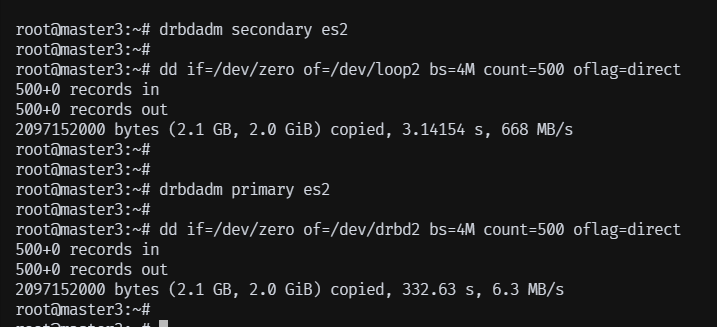 root@master3:~# drbdadm secondary es2
root@master3:~#
root@master3:~# dd if=/dev/zero of=/dev/loop2 bs=4M count=500 oflag=direct
500+0 records in
500+0 records out
2097152000 bytes (2.1 GB, 2.0 GiB) copied, 3.14154 s, 668 MB/s
root@master3:~#
root@master3:~#
root@master3:~# drbdadm primary es2
root@master3:~#
root@master3:~# dd if=/dev/zero of=/dev/drbd2 bs=4M count=500 oflag=direct
500+0 records in
500+0 records out
2097152000 bytes (2.1 GB, 2.0 GiB) copied, 332.63 s, 6.3 MB/s
root@master3:~#
root@master3:~#